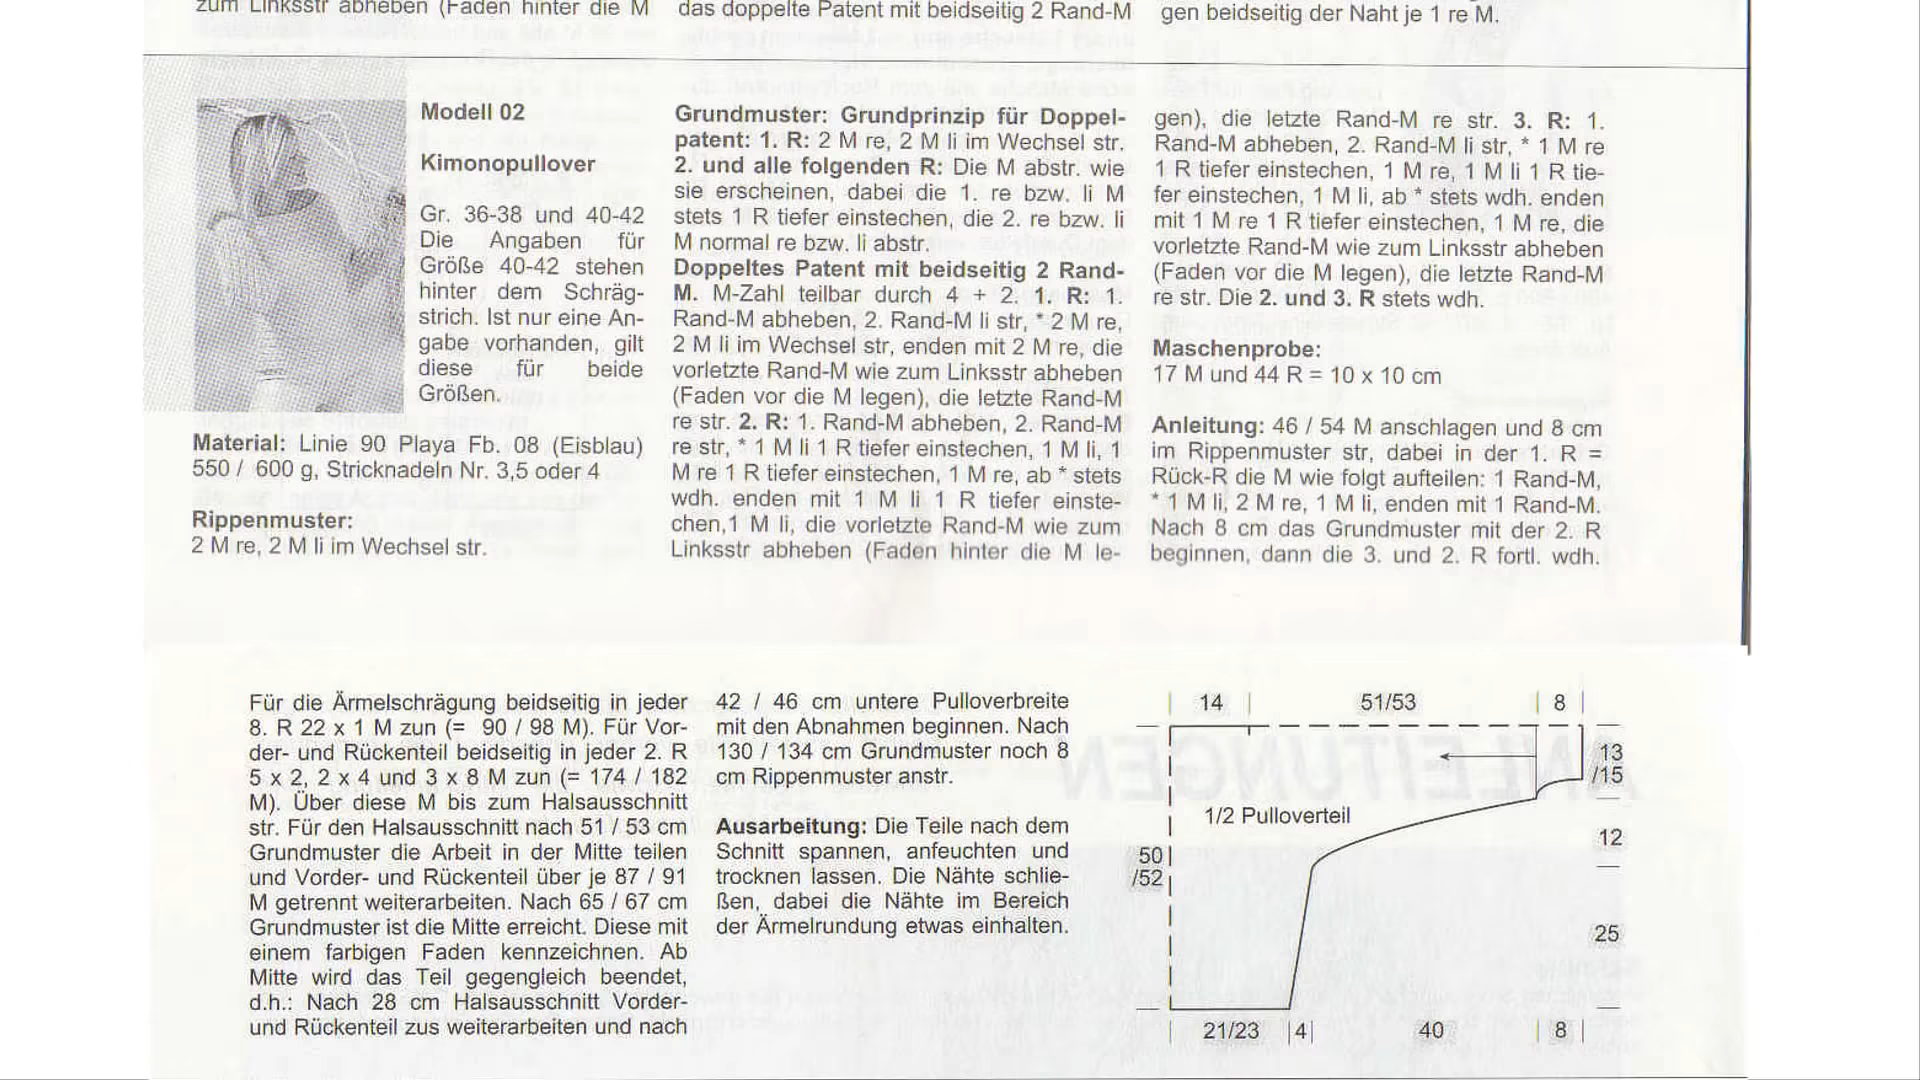 zum Linksstr abheben (Faden hinter die M
das doppelte Patent mit beidseitig 2 Rand-M
gen beidseitig der Naht je 1 re M.
Modell 02
Kimonopullover
Gr. 36-38 und 40-42
Die Angaben für
Größe 40-42 stehen
hinter dem Schräg-
strich. Ist nur eine An-
gabe vorhanden, gilt
diese für beide
Größen.
Material: Linie 90 Playa Fb. 08 (Eisblau)
550 / 600 g, Stricknadeln Nr. 3,5 oder 4
Rippenmuster:
2 M re, 2 M li im Wechsel str.
Grundmuster: Grundprinzip für Doppel-
patent: 1. R: 2 M re, 2 M li im Wechsel str.
2. und alle folgenden R: Die M abstr. wie
sie erscheinen, dabei die 1. re bzw. li M
stets 1 R tiefer einstechen, die 2. re bzw. li
M normal re bzw. li abstr.
Doppeltes Patent mit beidseitig 2 Rand-
M. M-Zahl teilbar durch 4 + 2. 1. R: 1.
Rand-M abheben, 2. Rand-M li str, * 2 M re,
2 M li im Wechsel str, enden mit 2 M re, die
vorletzte Rand-M wie zum Linksstr abheben
(Faden vor die M legen), die letzte Rand-M
re str. 2. R: 1. Rand-M abheben, 2. Rand-M
re str, * 1 M li 1 R tiefer einstechen, 1 M li, 1
M re 1 R tiefer einstechen, 1 M re, ab * stets
wdh. enden mit 1 M li 1 R tiefer einste-
chen,1 M li, die vorletzte Rand-M wie zum
Linksstr abheben (Faden hinter die M le-
gen), die letzte Rand-M re str. 3. R: 1.
Rand-M abheben, 2. Rand-M li str, * 1 M re
1 R tiefer einstechen, 1 M re, 1 M li 1 R tie-
fer einstechen, 1 M li, ab * stets wdh. enden
mit 1 M re 1 R tiefer einstechen, 1 M re, die
vorletzte Rand-M wie zum Linksstr abheben
(Faden vor die M legen), die letzte Rand-M
re str. Die 2. und 3. R stets wdh.
Maschenprobe:
17 M und 44 R = 10 x 10 cm
Anleitung: 46 / 54 M anschlagen und 8 cm
im Rippenmuster str, dabei in der 1. R =
Rück-R die M wie folgt aufteilen: 1 Rand-M,
* 1 M li, 2 M re, 1 M li, enden mit 1 Rand-M.
Nach 8 cm das Grundmuster mit der 2. R
beginnen, dann die 3. und 2. R fortl. wdh.
Für die Ärmelschrägung beidseitig in jeder
8. R 22 x 1 M zun (= 90 / 98 M). Für Vor-
der- und Rückenteil beidseitig in jeder 2. R
5 x 2, 2 x 4 und 3 x 8 M zun (= 174 / 182
M). Über diese M bis zum Halsausschnitt
str. Für den Halsausschnitt nach 51 / 53 cm
Grundmuster die Arbeit in der Mitte teilen
und Vorder- und Rückenteil über je 87 / 91
M getrennt weiterarbeiten. Nach 65 / 67 cm
Grundmuster ist die Mitte erreicht. Diese mit
einem farbigen Faden kennzeichnen. Ab
Mitte wird das Teil gegengleich beendet,
d.h.: Nach 28 cm Halsausschnitt Vorder-
und Rückenteil zus weiterarbeiten und nach
42 / 46 cm untere Pulloverbreite
mit den Abnahmen beginnen. Nach
130 / 134 cm Grundmuster noch 8
cm Rippenmuster anstr.
Ausarbeitung: Die Teile nach dem
Schnitt spannen, anfeuchten und
trocknen lassen. Die Nähte schlie-
ßen, dabei die Nähte im Bereich
der Ärmelrundung etwas einhalten.
14 51/53 8
13
/15
1/2 Pulloverteil
12
50
/52
25
21/23 4 40 8
ANLEITUNGEN